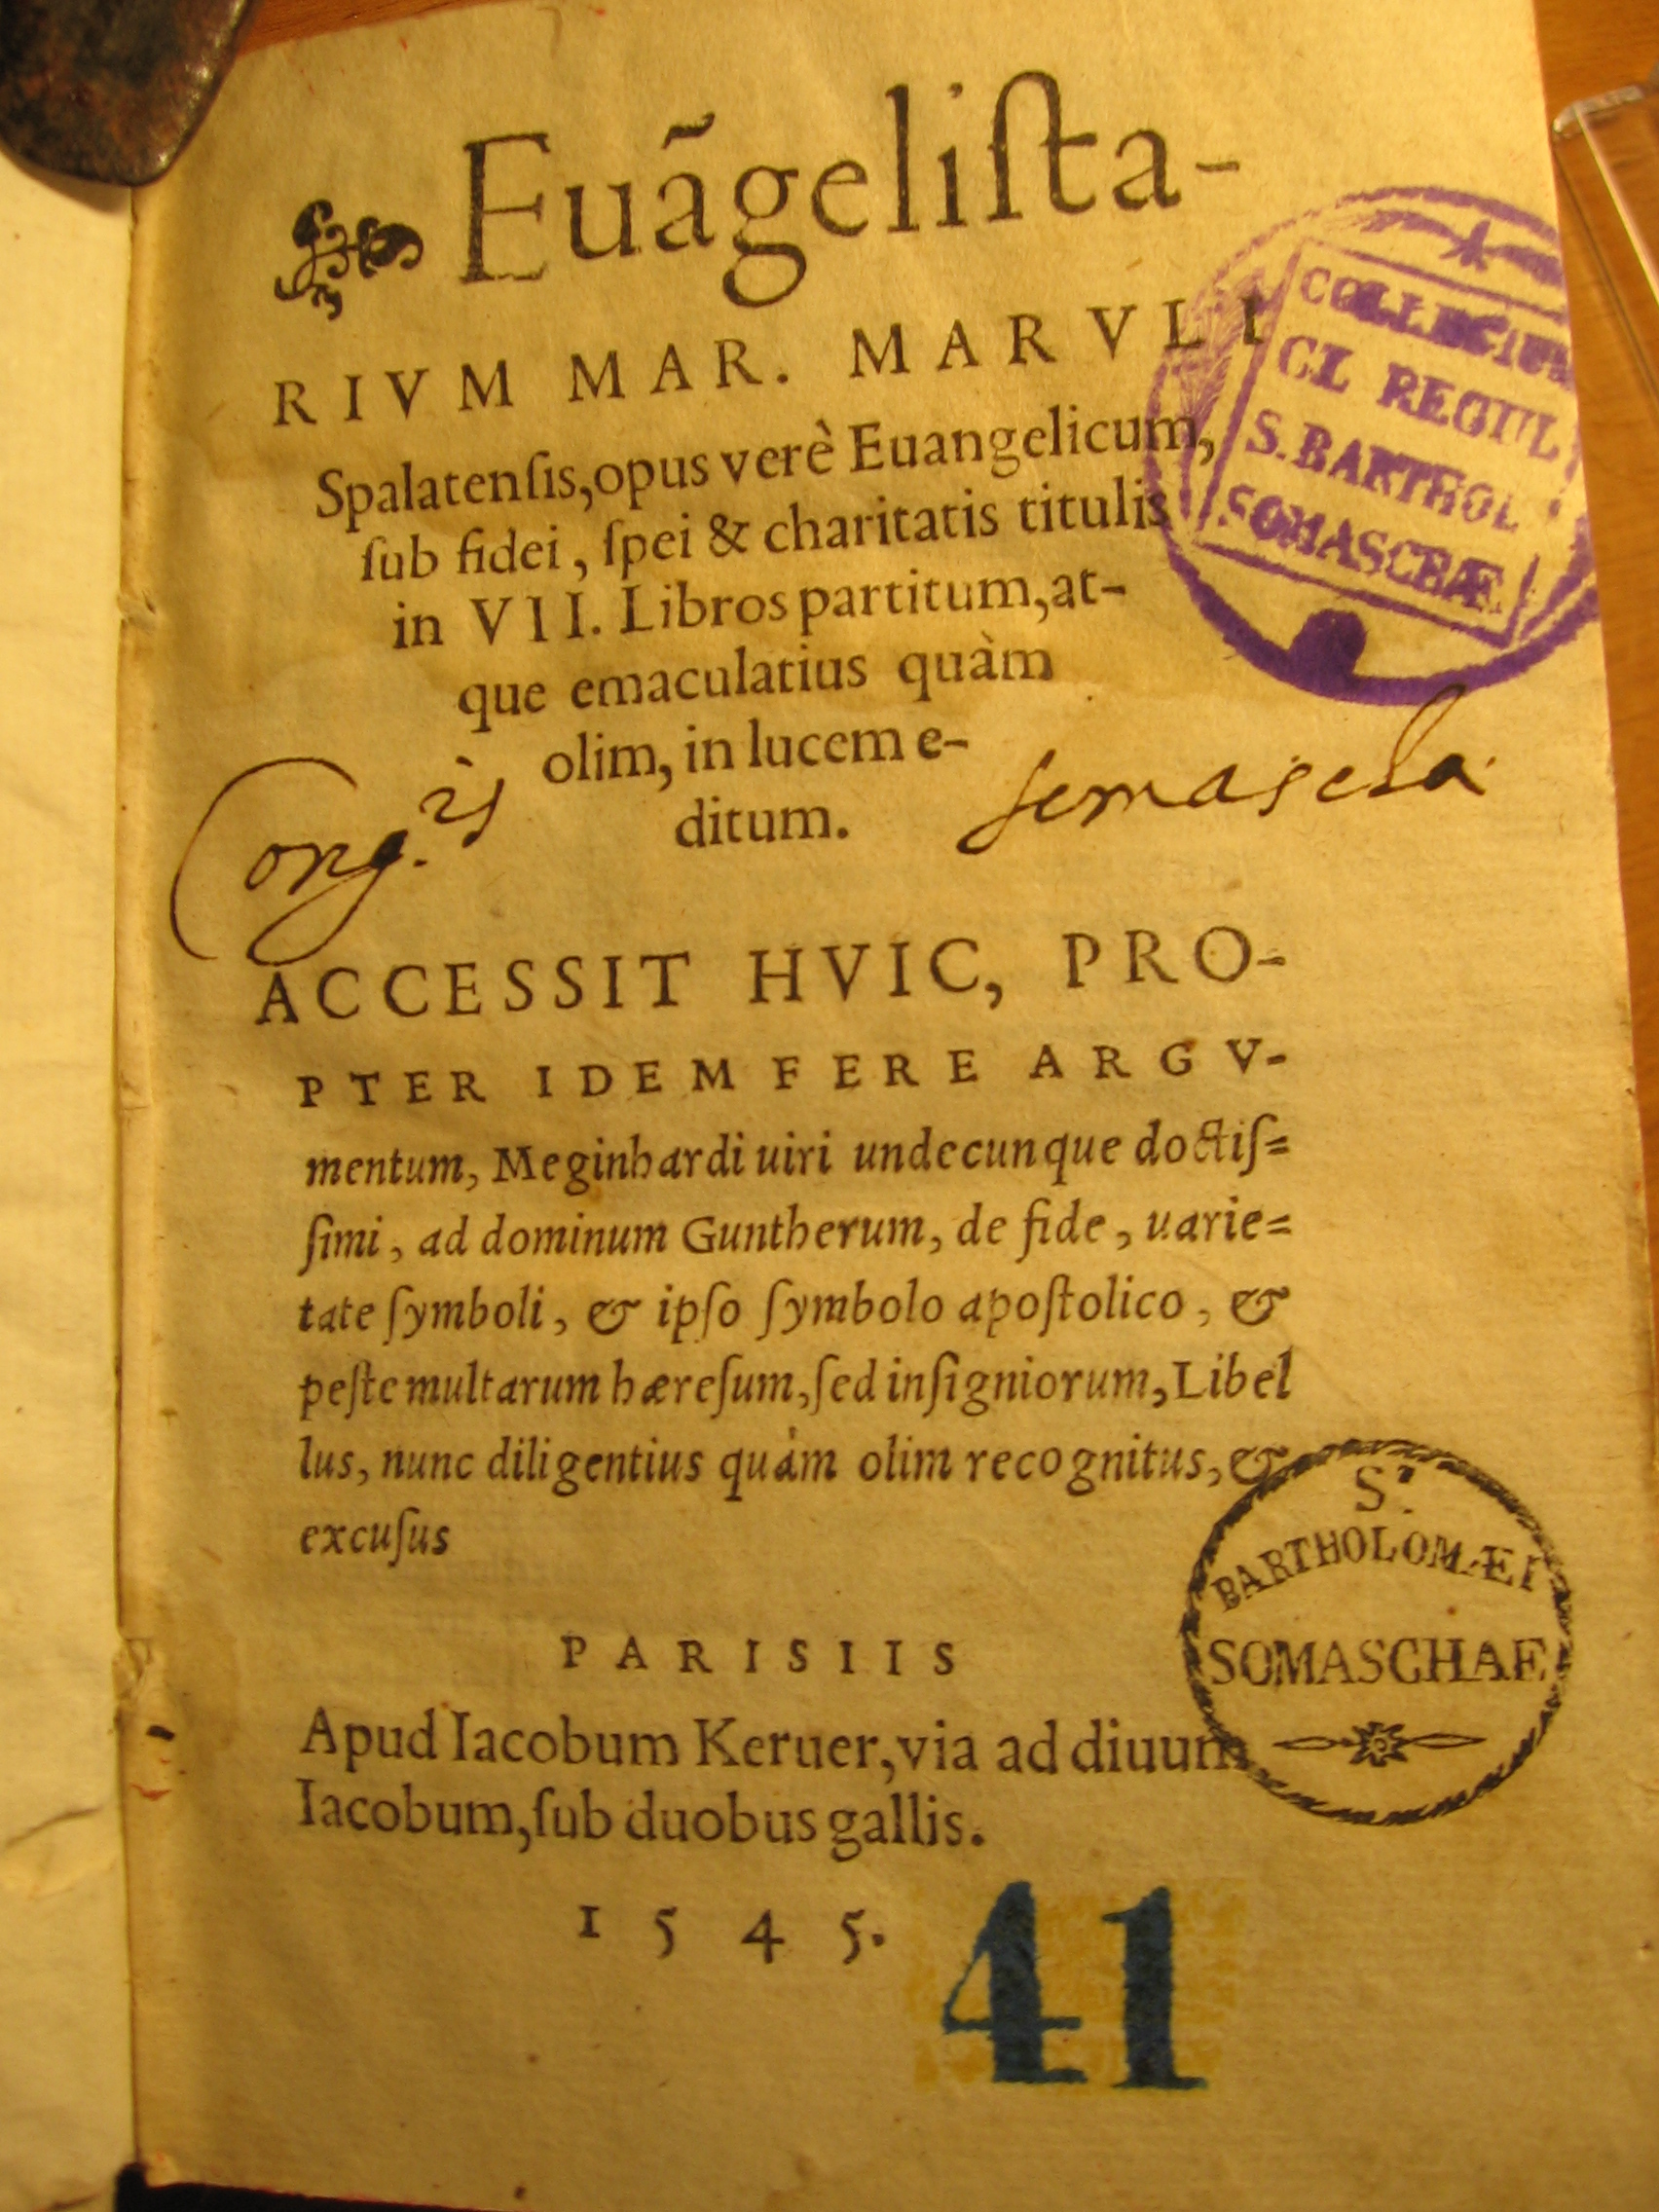 Euãgeliſta-
RIVM MAR. MARVLI
Spalatenſis, opus verè Euangelicum,
ſub fidei, ſpei & charitatis titulis
in VII. Libros partitum, at-
que emaculatius quàm
olim, in lucem e-
ditum.
Cong.is
somascha
ACCESSIT HVIC, PRO-
PTER IDEM FERE ARGV-
mentum, Meginhardi uiri undecunque doctiſ=
ſimi, ad dominum Guntherum, de fide, uarie=
tate ſymboli, & ipſo ſymbolo apoſtolico, &
peſte multarum hæreſum, ſed inſigniorum, Libel
lus, nunc diligentius quàm olim recognitus, &
excuſus
PARISIIS
Apud Iacobum Keruer, via ad diuum
Iacobum, ſub duobus gallis.
1545.
41
COLLEGIUM
CL REGUL
S. BARTHOL
SOMASCHÆ
S.
BARTHOLOMÆI
SOMASCHAE